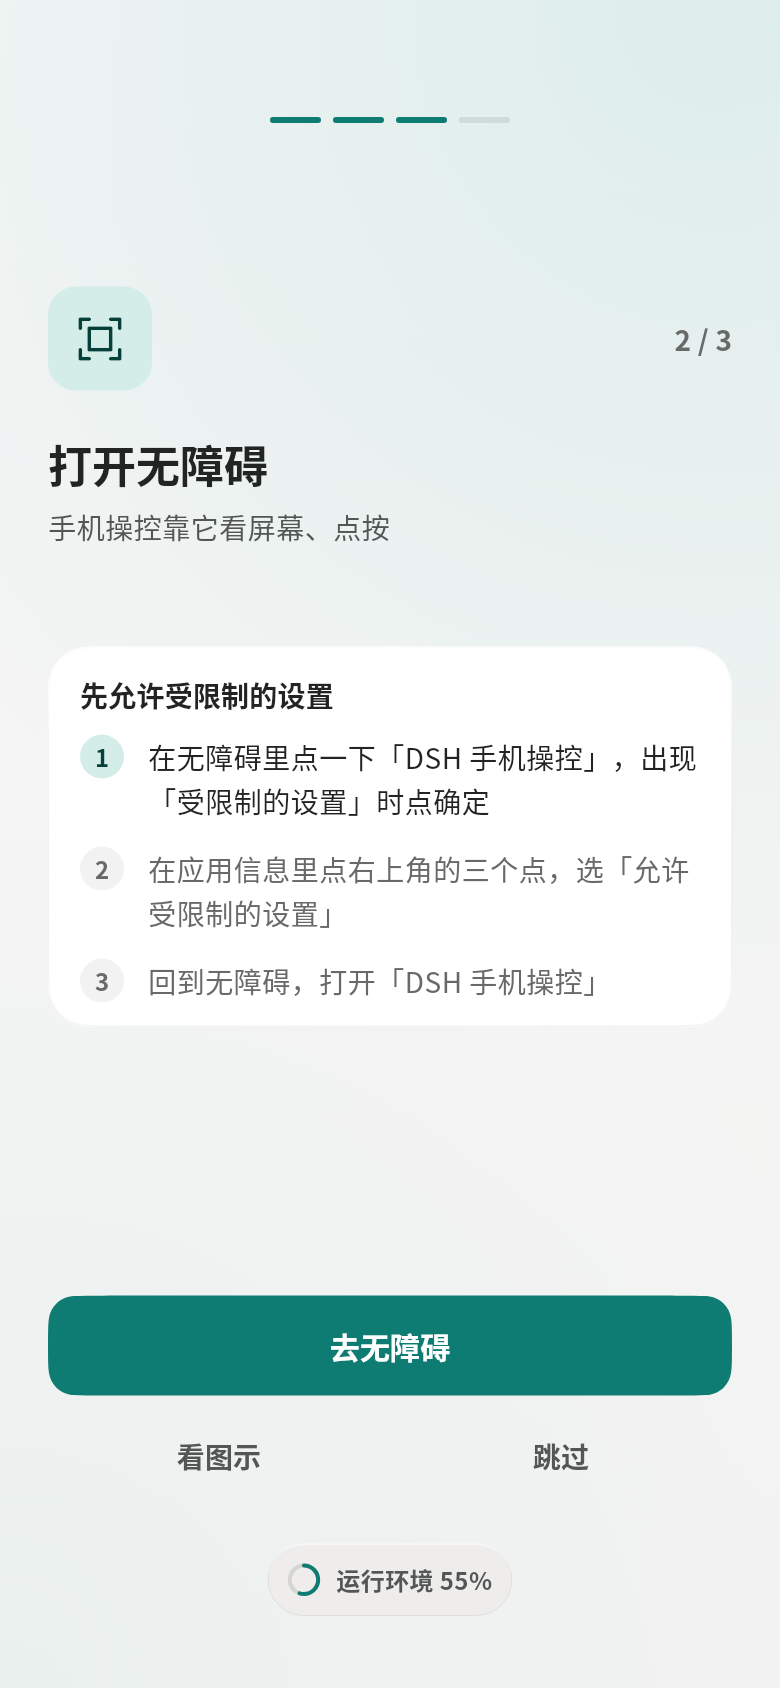 2 / 3
打开无障碍
手机操控靠它看屏幕、点按
先允许受限制的设置
1 在无障碍里点一下「DSH 手机操控」，出现
「受限制的设置」时点确定
2 在应用信息里点右上角的三个点，选「允许
受限制的设置」
3 回到无障碍，打开「DSH 手机操控」
去无障碍
看图示 跳过
运行环境 55%